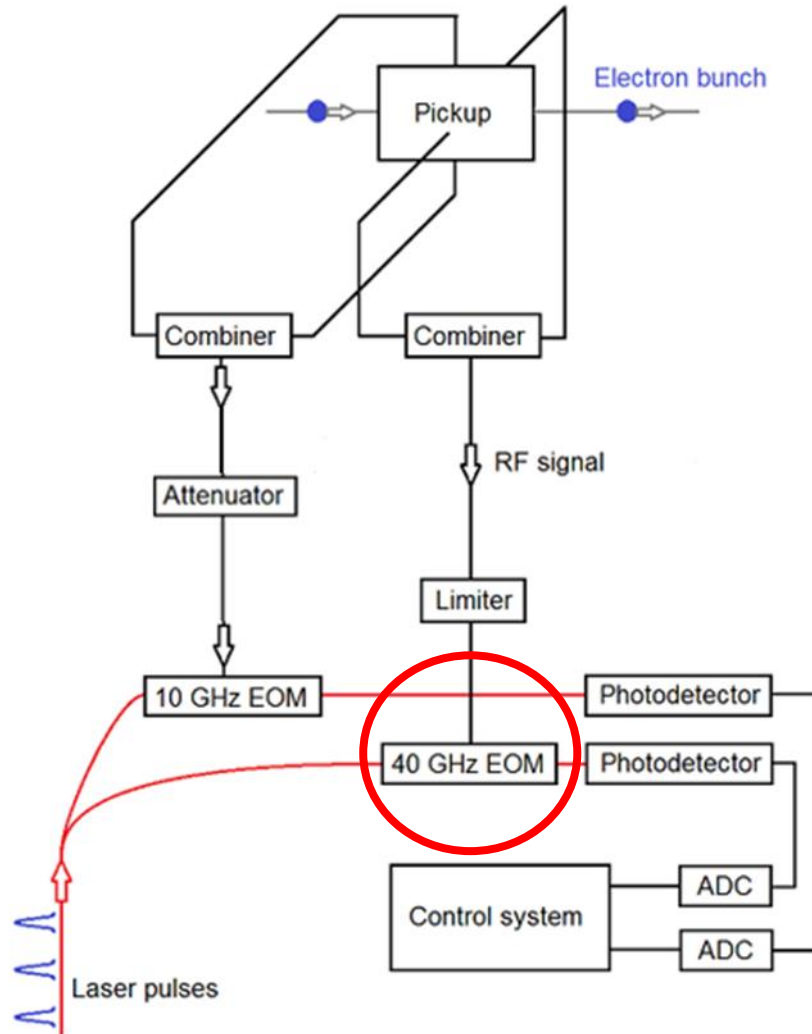 Electron bunch
Pickup
Combiner
Combiner
RF signal
Attenuator
Limiter
10 GHz EOM
Photodetector
40 GHz EOM
Photodetector
ADC
Control system
ADC
Laser pulses